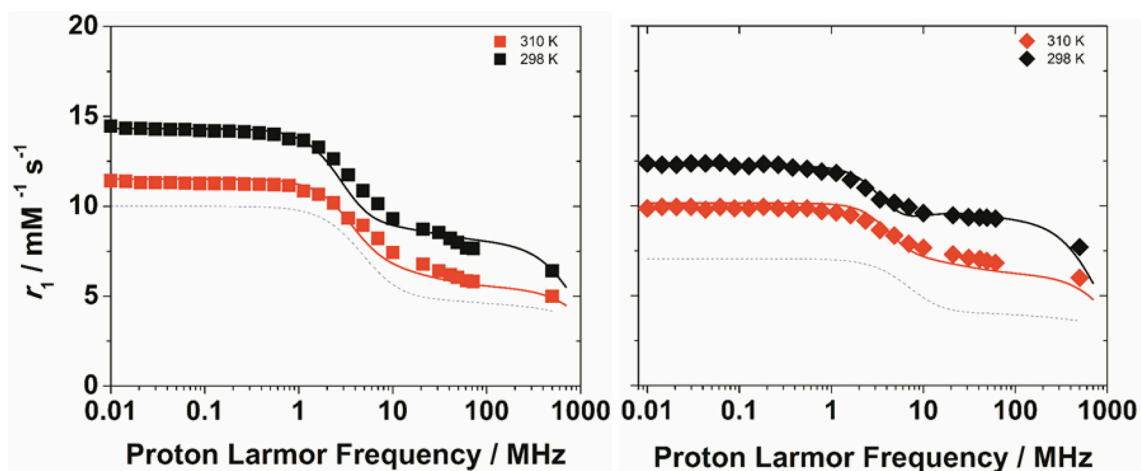 20
15
10
5
0
r₁ / mM⁻¹ s⁻¹
310 K
298 K
0.01 0.1 1 10 100 1000
Proton Larmor Frequency / MHz
310 K
298 K
0.01 0.1 1 10 100 1000
Proton Larmor Frequency / MHz